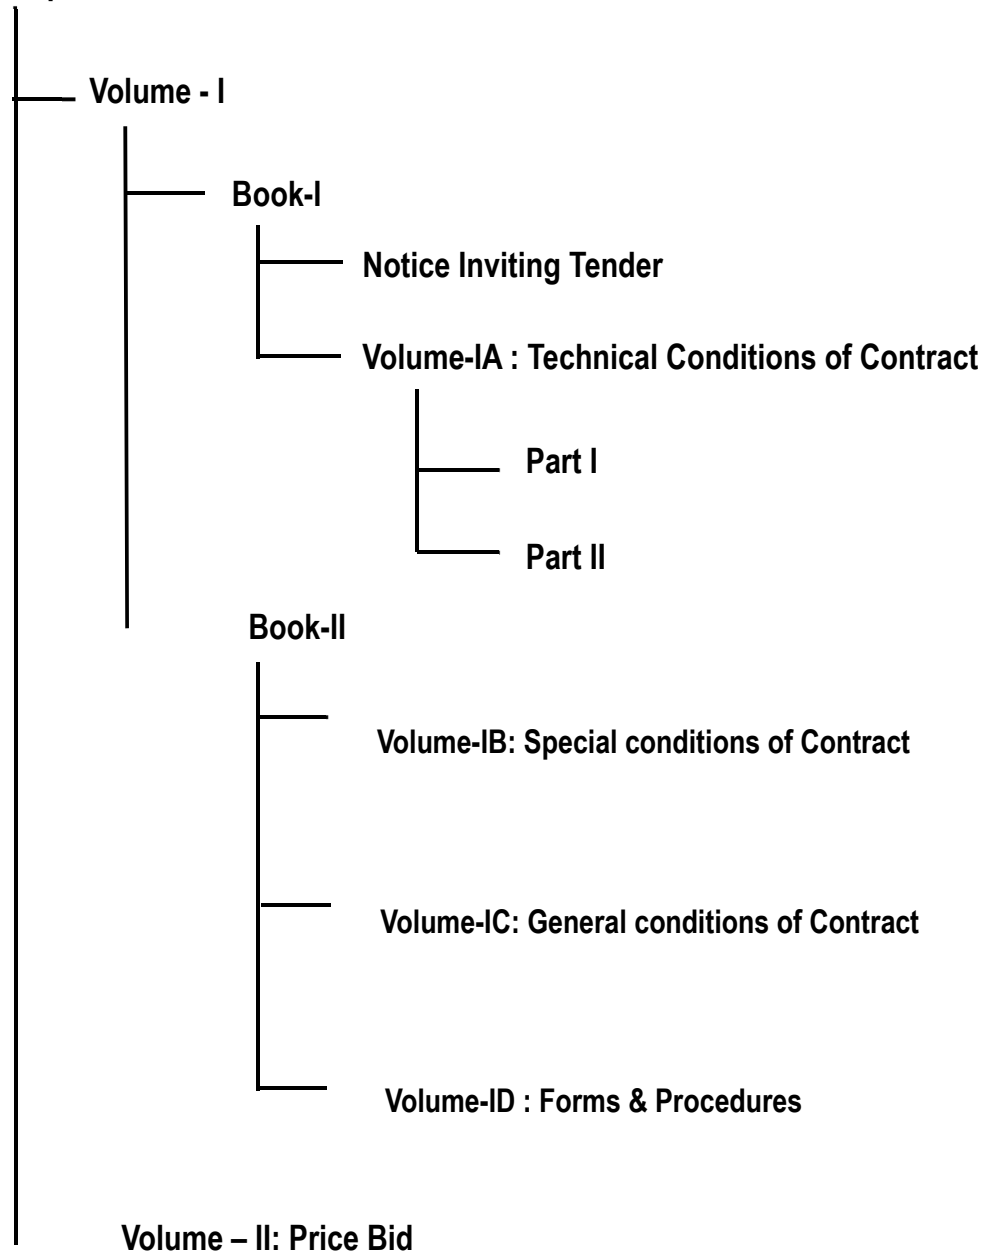 Volume - I
Book-I
Notice Inviting Tender
Volume-IA : Technical Conditions of Contract
Part I
Part II
Book-II
Volume-IB: Special conditions of Contract
Volume-IC: General conditions of Contract
Volume-ID : Forms & Procedures
Volume – II: Price Bid